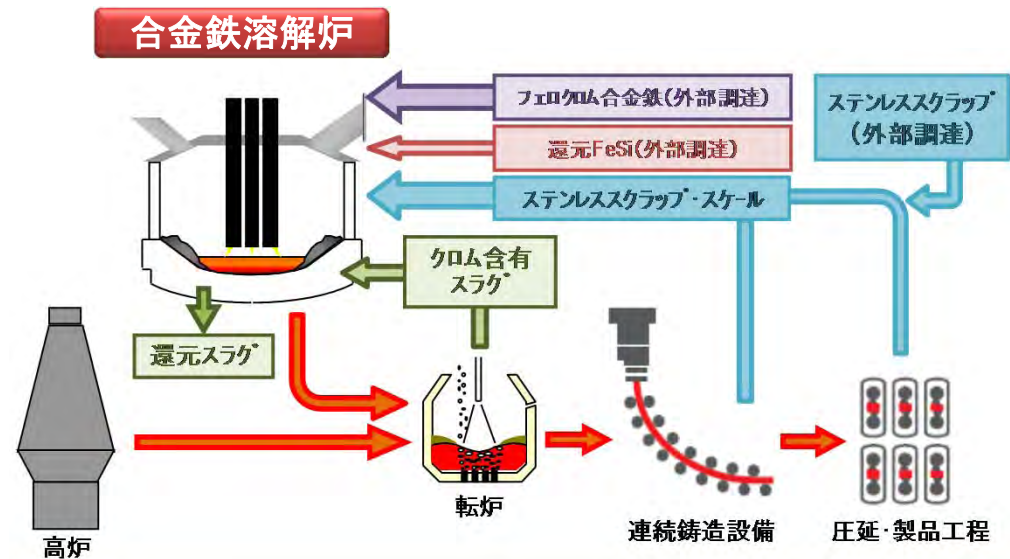 合金鉄溶解炉
フェロクロム合金鉄(外部調達)
還元FeSi(外部調達)
ステンレススクラップ・スケール
ステンレススクラップ
(外部調達)
クロム含有
スラグ
還元スラグ
高炉
転炉
連続鋳造設備
圧延・製品工程